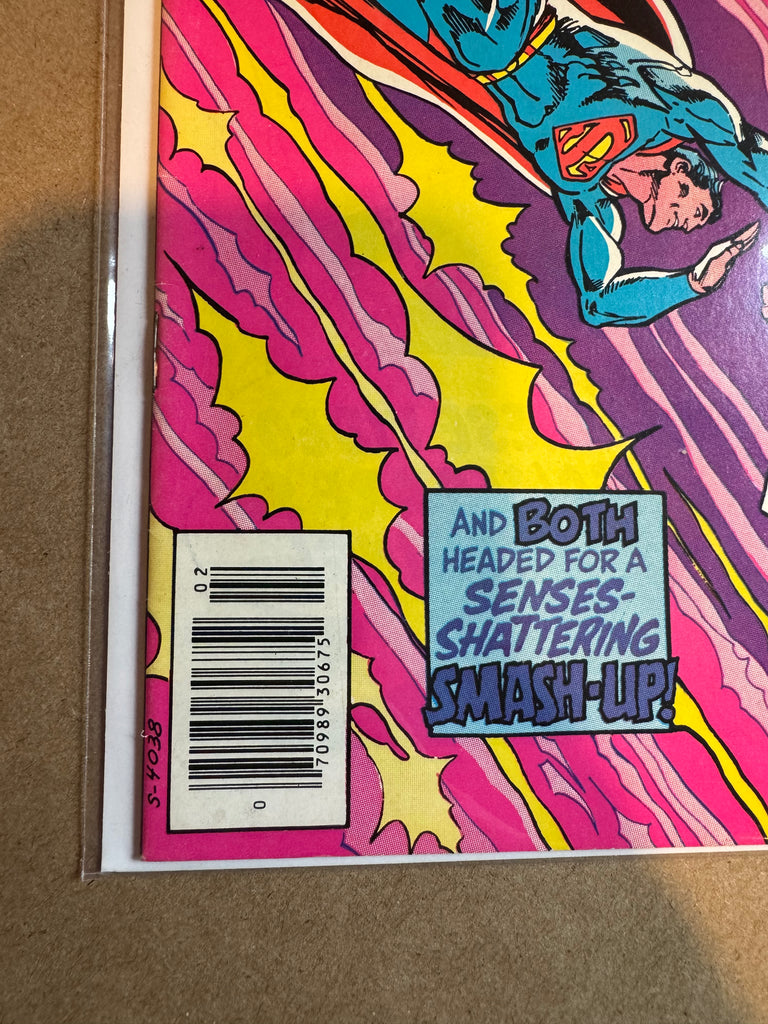 AND BOTH
HEADED FOR A
SENSES-
SHATTERING
SMASH-UP!
02
0 70989 30675
S-4038
S